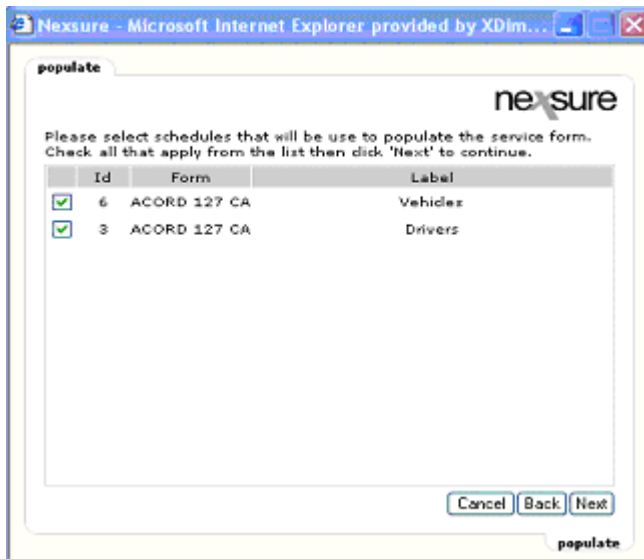 Nexsure - Microsoft Internet Explorer provided by XDim...
populate
nexsure
Please select schedules that will be use to populate the service form.
Check all that apply from the list then click 'Next' to continue.
Id Form Label
6 ACORD 127 CA Vehicles
3 ACORD 127 CA Drivers
Cancel Back Next
populate